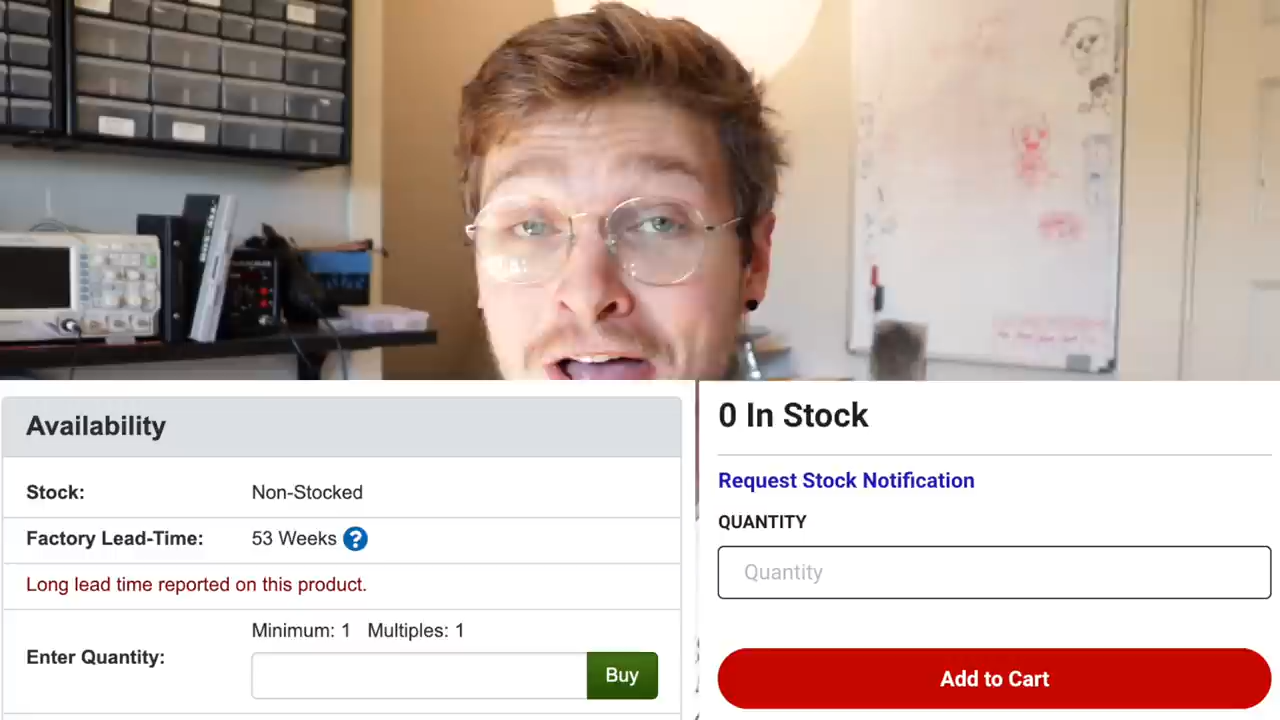 Availability
Stock: Non-Stocked
Factory Lead-Time: 53 Weeks ?
Long lead time reported on this product.
Minimum: 1 Multiples: 1
Enter Quantity:
Buy
0 In Stock
Request Stock Notification
QUANTITY
Quantity
Add to Cart